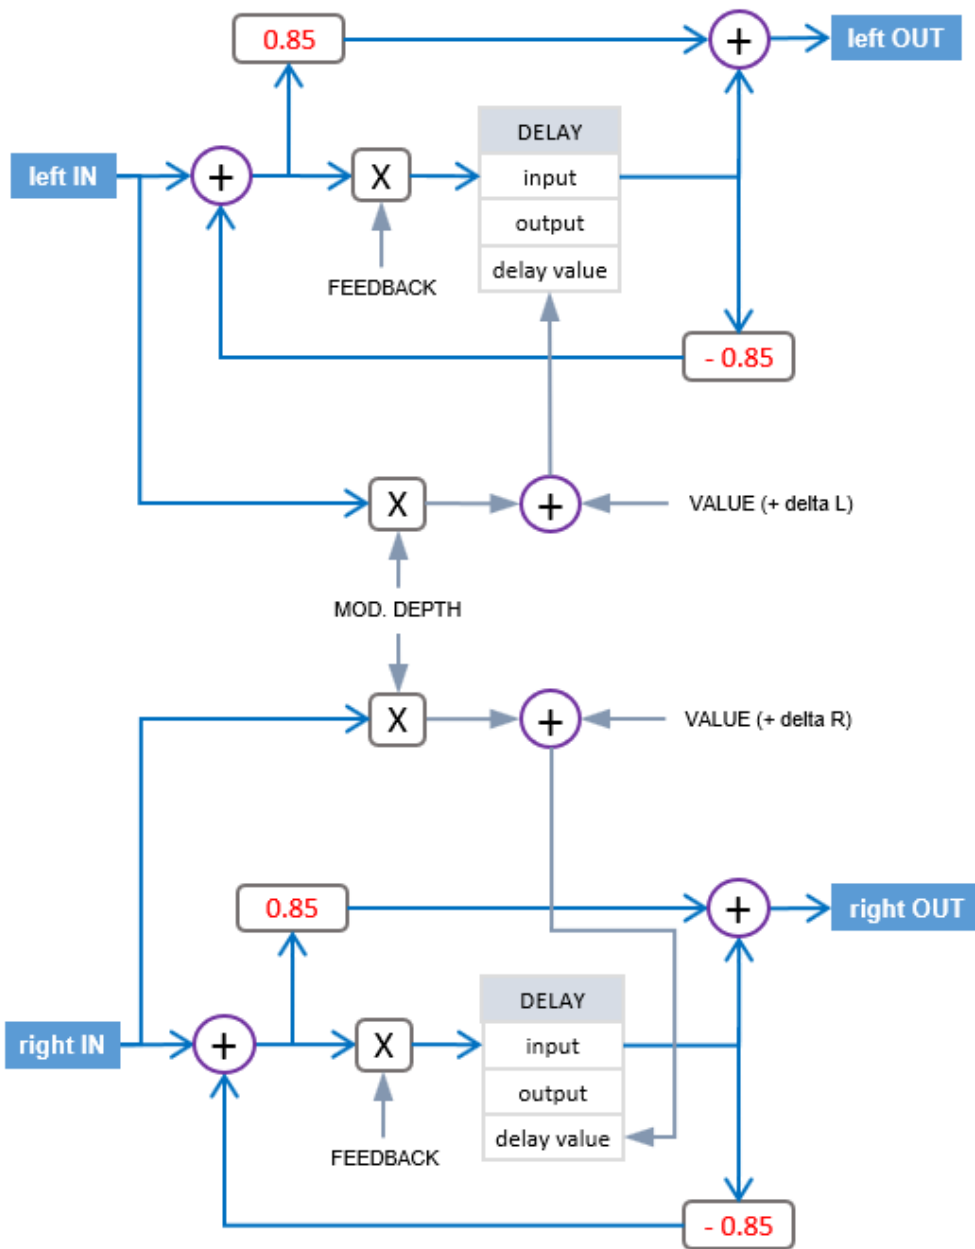 0.85
+
left OUT
DELAY
left IN
+
X
input
output
delay value
FEEDBACK
- 0.85
X
+
VALUE (+ delta L)
MOD. DEPTH
X
+
VALUE (+ delta R)
0.85
+
right OUT
DELAY
right IN
+
X
input
output
delay value
FEEDBACK
- 0.85